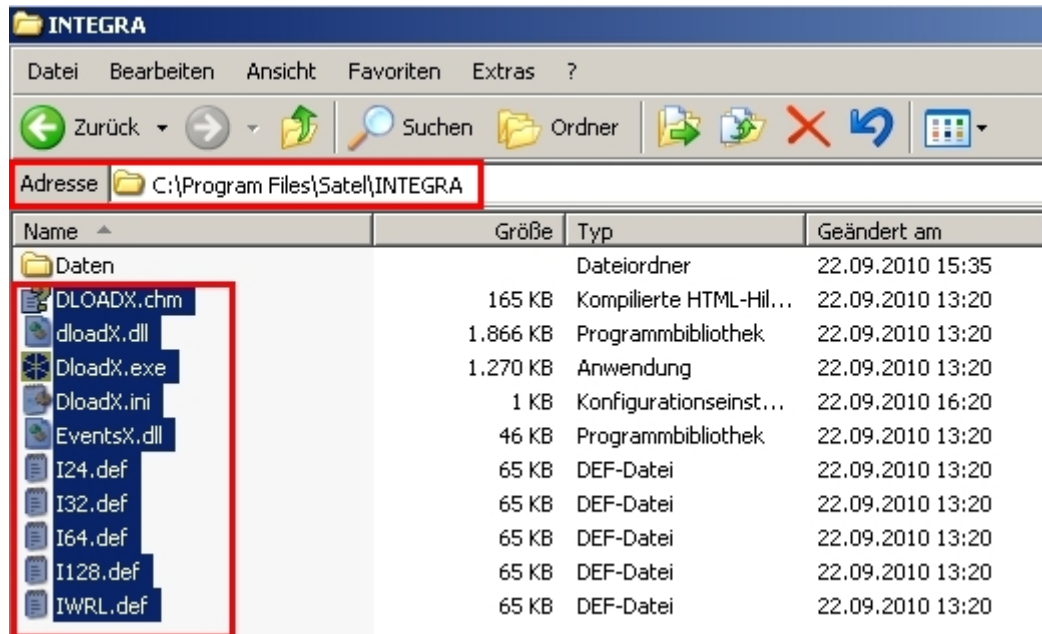 INTEGRA
Datei Bearbeiten Ansicht Favoriten Extras ?
Zurück Suchen Ordner
Adresse C:\Program Files\Satel\INTEGRA
Name Größe Typ Geändert am
Daten Dateiordner 22.09.2010 15:35
DLOADX.chm 165 KB Kompilierte HTML-Hil... 22.09.2010 13:20
dloadX.dll 1.866 KB Programmbibliothek 22.09.2010 13:20
DloadX.exe 1.270 KB Anwendung 22.09.2010 13:20
DloadX.ini 1 KB Konfigurationseinst... 22.09.2010 16:20
EventsX.dll 46 KB Programmbibliothek 22.09.2010 13:20
I24.def 65 KB DEF-Datei 22.09.2010 13:20
I32.def 65 KB DEF-Datei 22.09.2010 13:20
I64.def 65 KB DEF-Datei 22.09.2010 13:20
I128.def 65 KB DEF-Datei 22.09.2010 13:20
IWRL.def 65 KB DEF-Datei 22.09.2010 13:20